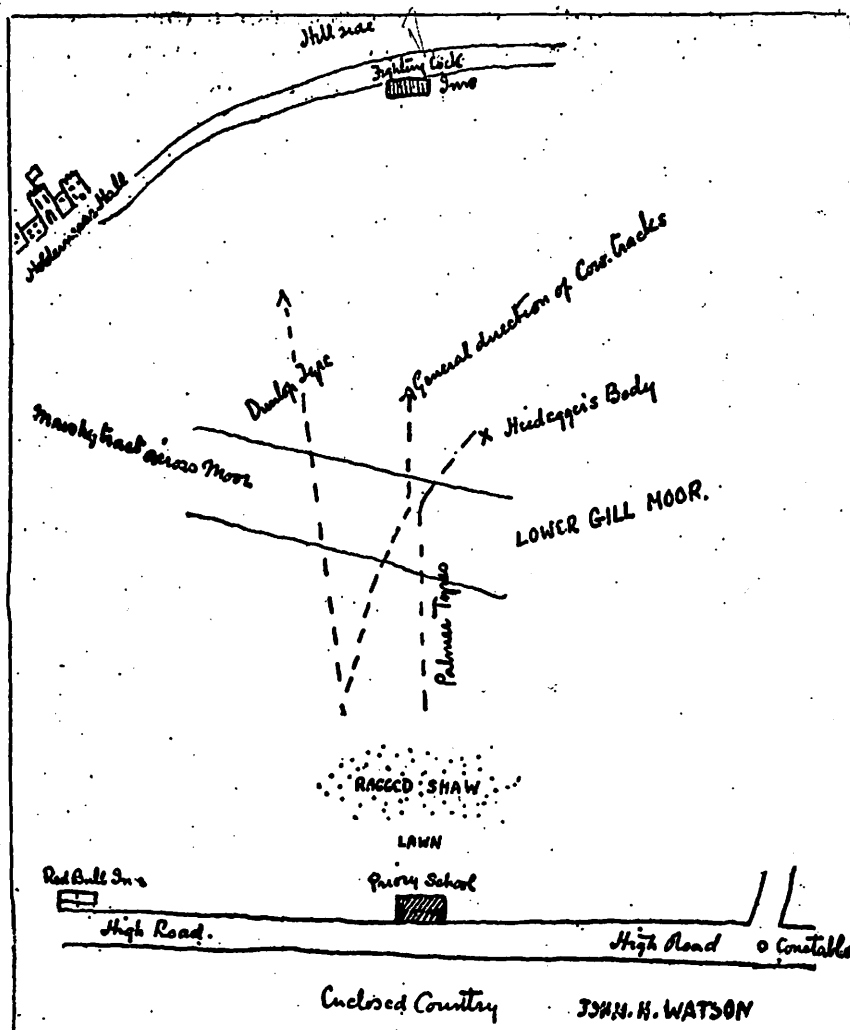 Hill side
Fighting Cock
Inn
Holdernesse Hall
General direction of Cow-tracks
Dunlop Tyre
Heidegger's Body
Marshy tract across Moor
LOWER GILL MOOR.
Palmer Tyres
RAGGED SHAW
LAWN
Red Bull Inn
Priory School
High Road.
High Road
Constable
Enclosed Country
JOHN. H. WATSON